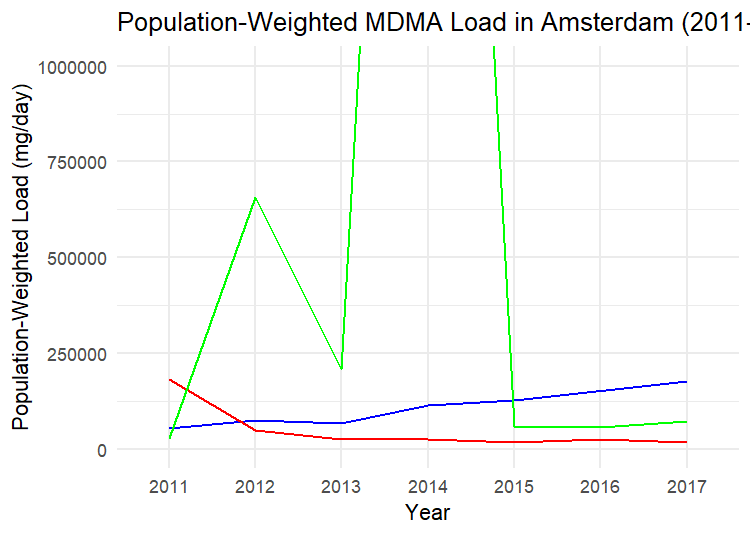 Population-Weighted MDMA Load in Amsterdam (2011-
Population-Weighted Load (mg/day)
1000000
750000
500000
250000
0
2011 2012 2013 2014 2015 2016 2017
Year